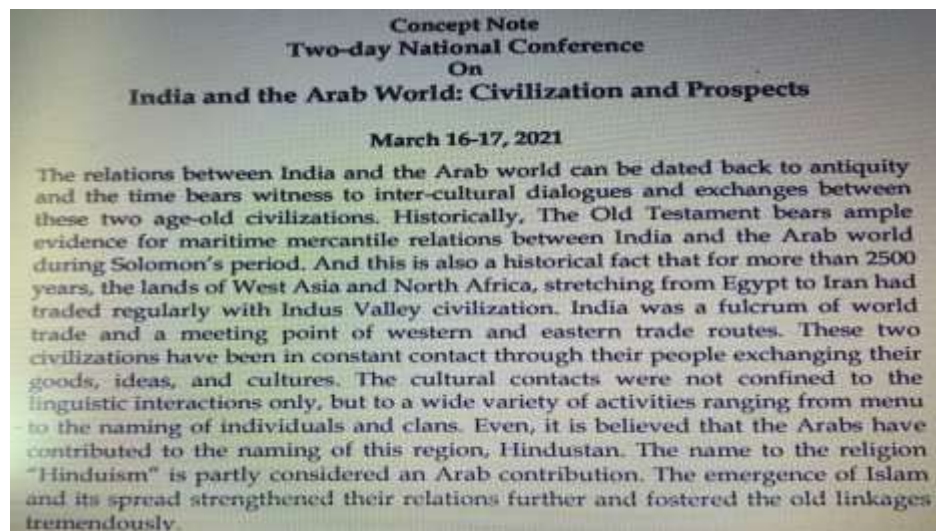 Concept Note
Two-day National Conference
On
India and the Arab World: Civilization and Prospects
March 16-17, 2021
The relations between India and the Arab world can be dated back to antiquity
and the time bears witness to inter-cultural dialogues and exchanges between
these two age-old civilizations. Historically, The Old Testament bears ample
evidence for maritime mercantile relations between India and the Arab world
during Solomon's period. And this is also a historical fact that for more than 2500
years, the lands of West Asia and North Africa, stretching from Egypt to Iran had
traded regularly with Indus Valley civilization. India was a fulcrum of world
trade and a meeting point of western and eastern trade routes. These two
civilizations have been in constant contact through their people exchanging their
goods, ideas, and cultures. The cultural contacts were not confined to the
linguistic interactions only, but to a wide variety of activities ranging from menu
to the naming of individuals and clans. Even, it is believed that the Arabs have
contributed to the naming of this region, Hindustan. The name to the religion
"Hinduism" is partly considered an Arab contribution. The emergence of Islam
and its spread strengthened their relations further and fostered the old linkages
tremendously.